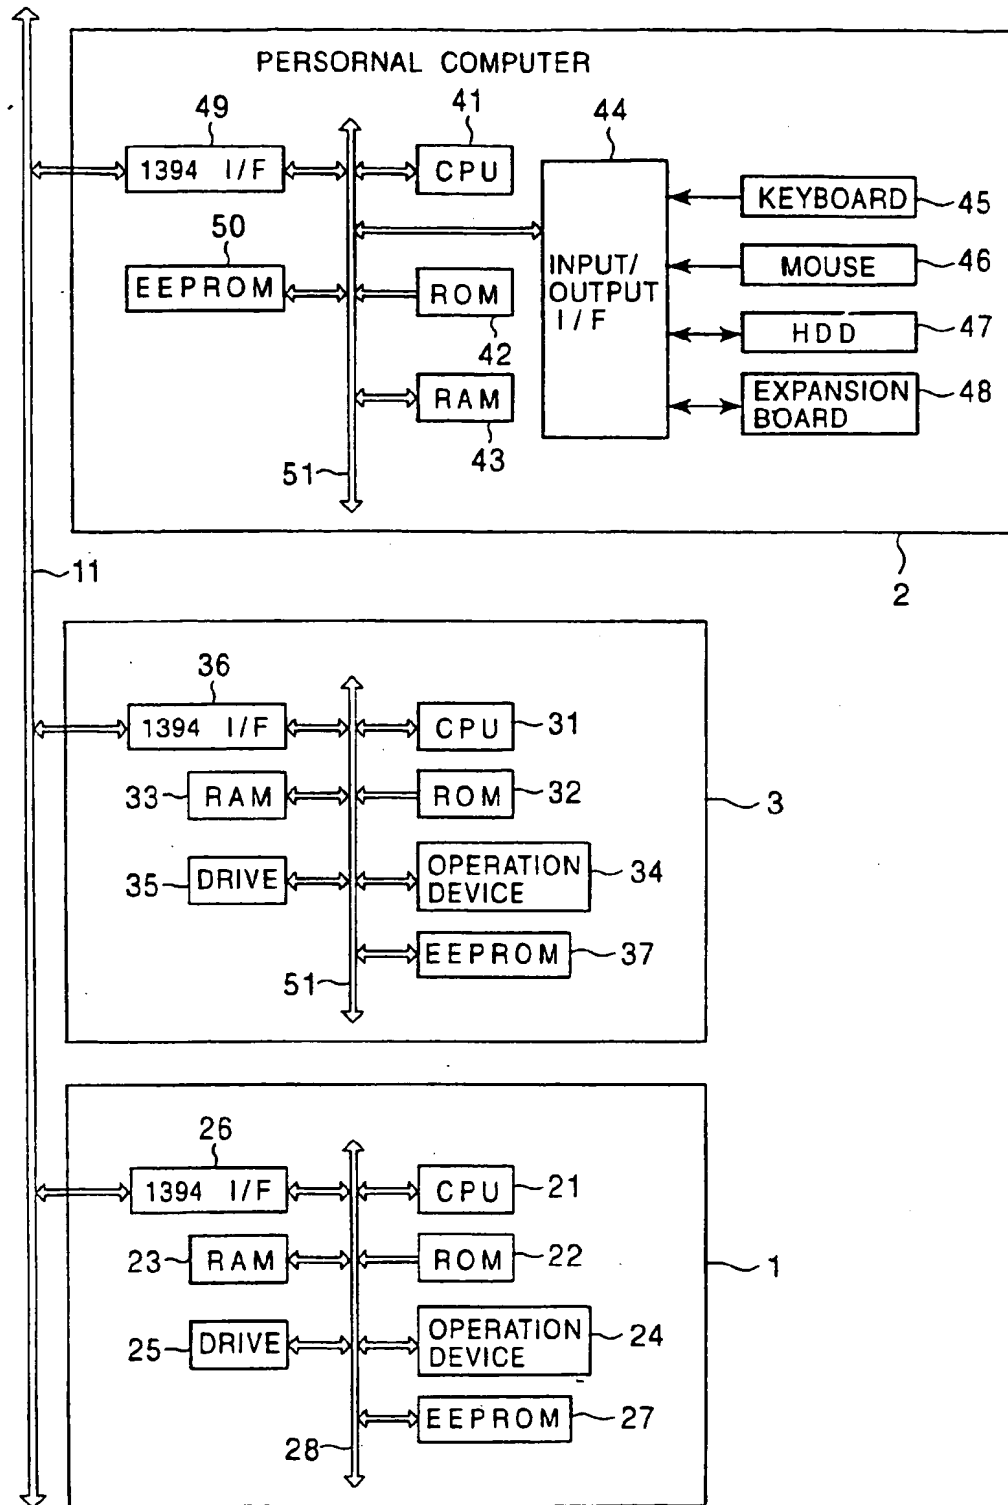 PERSORNAL COMPUTER
49
41
44
1394 I/F
CPU
KEYBOARD
45
50
EEPROM
INPUT/
OUTPUT
I/F
MOUSE
46
ROM
42
HDD
47
RAM
43
EXPANSION
BOARD
48
51
11
2
36
1394 I/F
CPU
31
33
RAM
ROM
32
3
35
DRIVE
OPERATION
DEVICE
34
EEPROM
37
51
26
1394 I/F
CPU
21
23
RAM
ROM
22
1
25
DRIVE
OPERATION
DEVICE
24
EEPROM
27
28